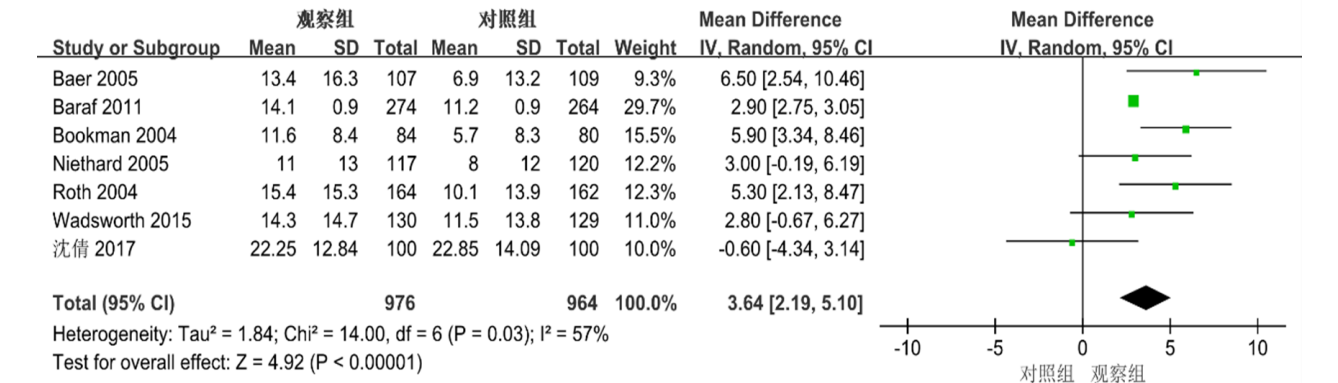 观察组 对照组 Mean Difference Mean Difference
Study or Subgroup Mean SD Total Mean SD Total Weight IV, Random, 95% CI IV, Random, 95% CI
Baer 2005 13.4 16.3 107 6.9 13.2 109 9.3% 6.50 [2.54, 10.46]
Baraf 2011 14.1 0.9 274 11.2 0.9 264 29.7% 2.90 [2.75, 3.05]
Bookman 2004 11.6 8.4 84 5.7 8.3 80 15.5% 5.90 [3.34, 8.46]
Niethard 2005 11 13 117 8 12 120 12.2% 3.00 [-0.19, 6.19]
Roth 2004 15.4 15.3 164 10.1 13.9 162 12.3% 5.30 [2.13, 8.47]
Wadsworth 2015 14.3 14.7 130 11.5 13.8 129 11.0% 2.80 [-0.67, 6.27]
沈倩 2017 22.25 12.84 100 22.85 14.09 100 10.0% -0.60 [-4.34, 3.14]
Total (95% CI) 976 964 100.0% 3.64 [2.19, 5.10]
Heterogeneity: Tau² = 1.84; Chi² = 14.00, df = 6 (P = 0.03); I² = 57%
Test for overall effect: Z = 4.92 (P < 0.00001)
-10 -5 0 5 10
对照组 观察组